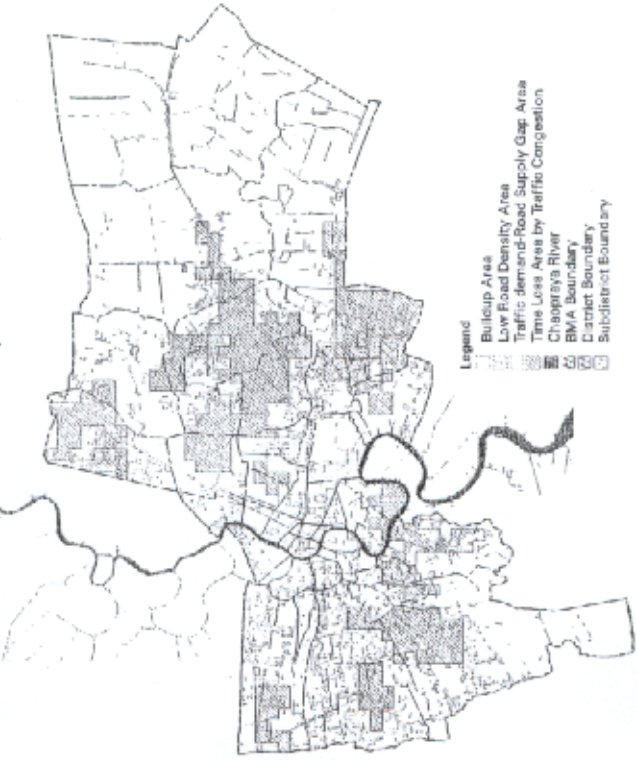 Legend
Buildup Area
Low Road Density Area
Traffic demand-Road Supply Gap Area
Time Loss Area by Traffic Congestion
Chaopraya River
BMA Boundary
District Boundary
Subdistrict Boundary